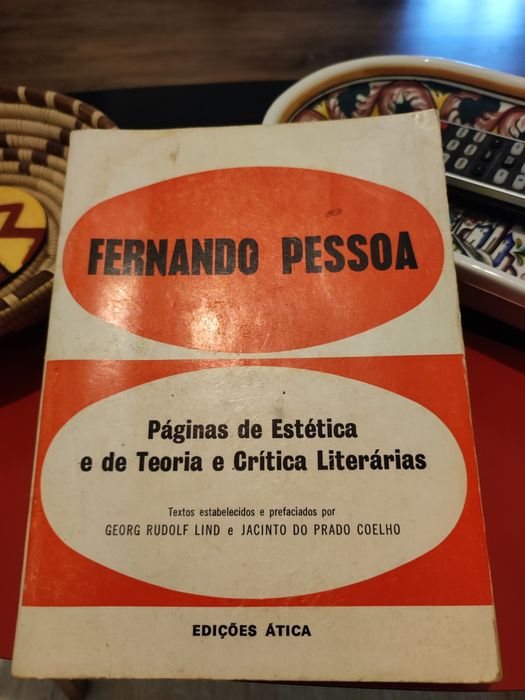 FERNANDO PESSOA
Páginas de Estética
e de Teoria e Crítica Literárias
Textos estabelecidos e prefaciados por
GEORG RUDOLF LIND e JACINTO DO PRADO COELHO
EDIÇÕES ÁTICA